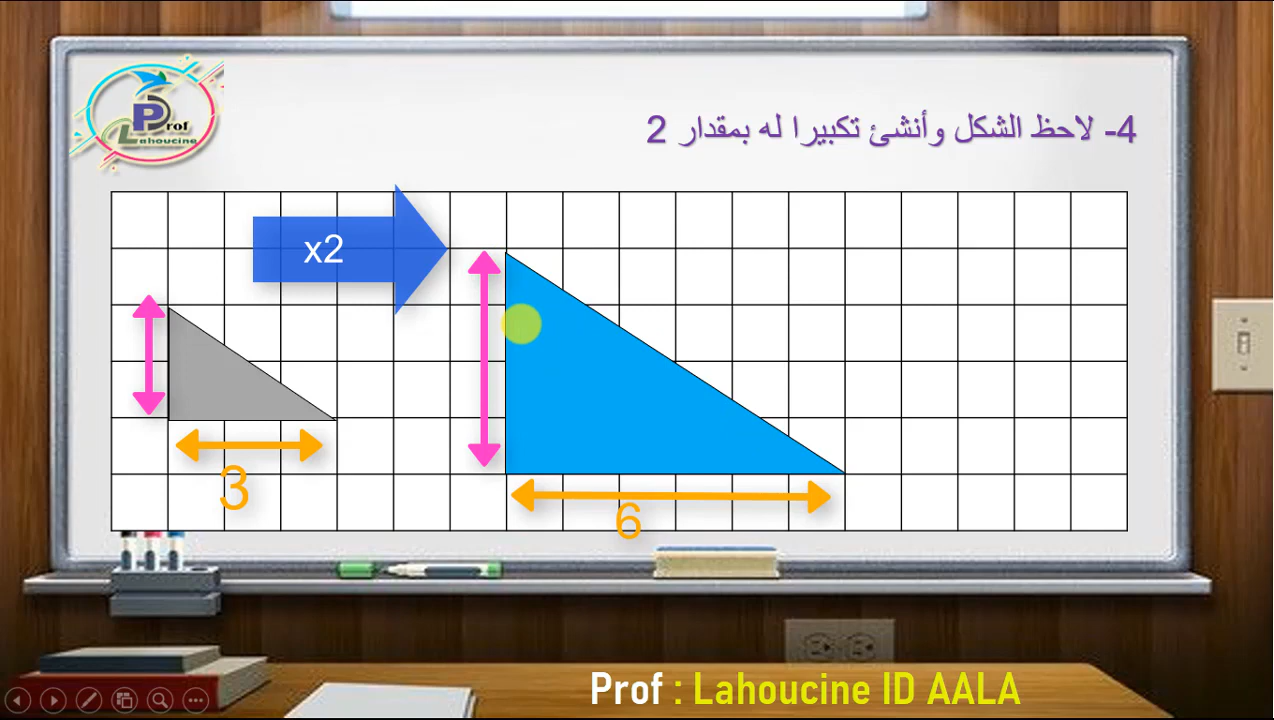 Prof
Lahoucine
4- لاحظ الشكل وأنشئ تكبيرا له بمقدار 2
x2
3
6
Prof : Lahoucine ID AALA